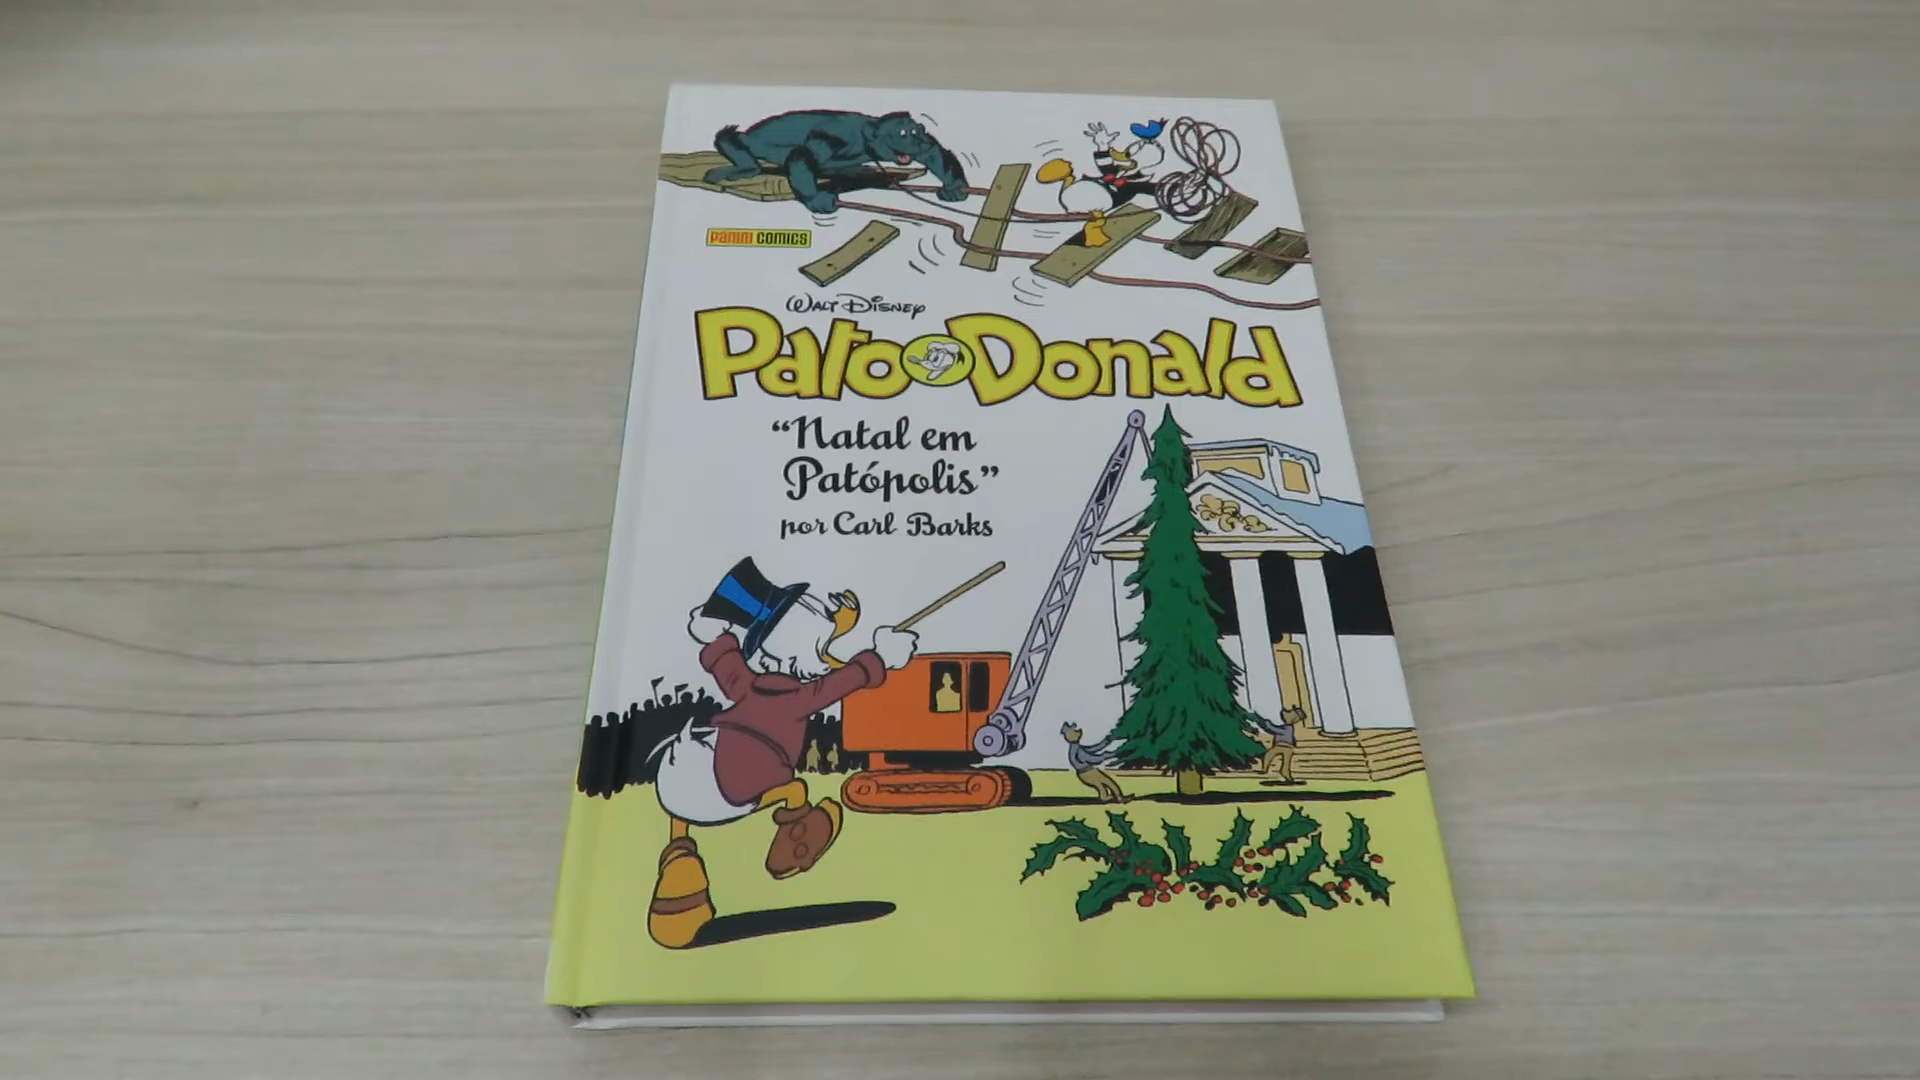 PANINI COMICS
WALT DISNEY
Pato Donald
“Natal em
Patópolis”
por Carl Barks